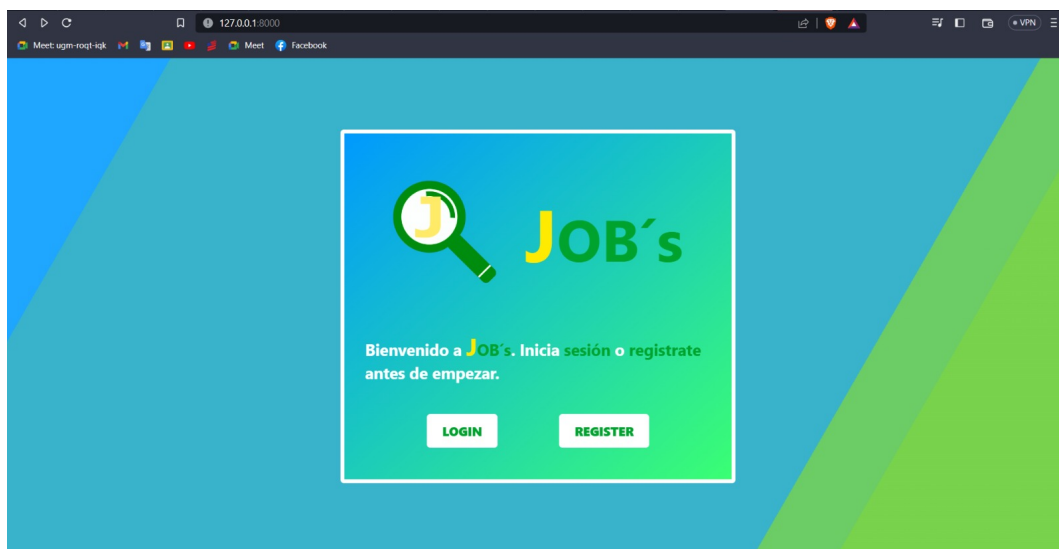 127.0.0.1:8000
VPN
Meet: ugm-roqt-iqk Meet Facebook
J JOB´s
Bienvenido a JOB´s. Inicia sesión o registrate
antes de empezar.
LOGIN REGISTER